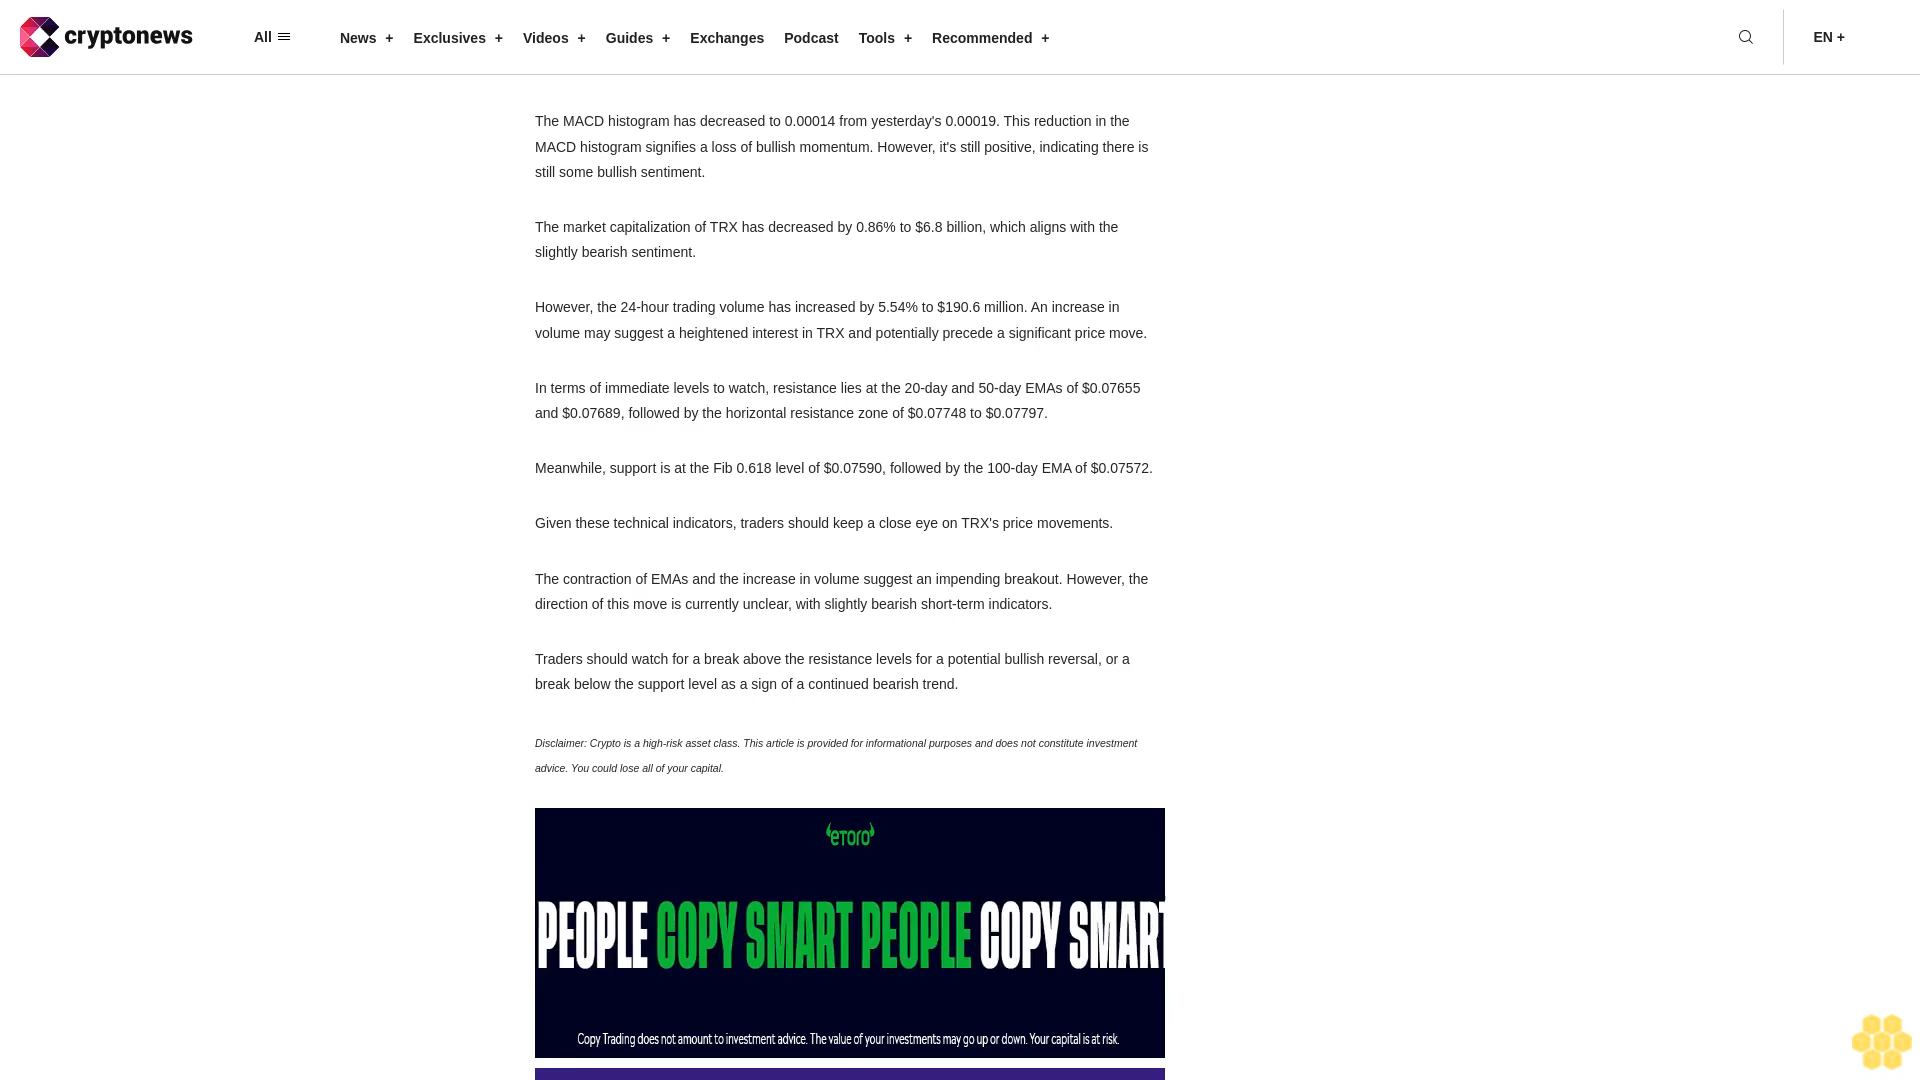 cryptonews All News + Exclusives + Videos + Guides + Exchanges Podcast Tools + Recommended + EN +
The MACD histogram has decreased to 0.00014 from yesterday's 0.00019. This reduction in the
MACD histogram signifies a loss of bullish momentum. However, it's still positive, indicating there is
still some bullish sentiment.
The market capitalization of TRX has decreased by 0.86% to $6.8 billion, which aligns with the
slightly bearish sentiment.
However, the 24-hour trading volume has increased by 5.54% to $190.6 million. An increase in
volume may suggest a heightened interest in TRX and potentially precede a significant price move.
In terms of immediate levels to watch, resistance lies at the 20-day and 50-day EMAs of $0.07655
and $0.07689, followed by the horizontal resistance zone of $0.07748 to $0.07797.
Meanwhile, support is at the Fib 0.618 level of $0.07590, followed by the 100-day EMA of $0.07572.
Given these technical indicators, traders should keep a close eye on TRX's price movements.
The contraction of EMAs and the increase in volume suggest an impending breakout. However, the
direction of this move is currently unclear, with slightly bearish short-term indicators.
Traders should watch for a break above the resistance levels for a potential bullish reversal, or a
break below the support level as a sign of a continued bearish trend.
Disclaimer: Crypto is a high-risk asset class. This article is provided for informational purposes and does not constitute investment
advice. You could lose all of your capital.
eTORO
PEOPLE COPY SMART PEOPLE COPY SMART
Copy Trading does not amount to investment advice. The value of your investments may go up or down. Your capital is at risk.